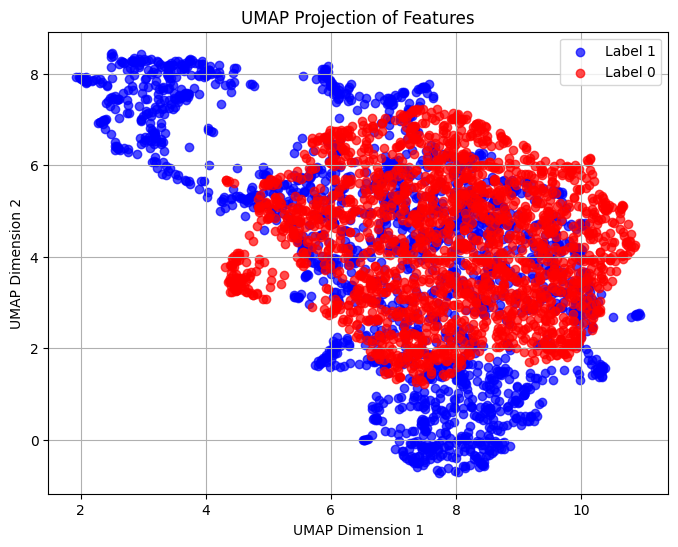 UMAP Projection of Features
Label 1
Label 0
8
6
4
2
0
UMAP Dimension 2
2 4 6 8 10
UMAP Dimension 1